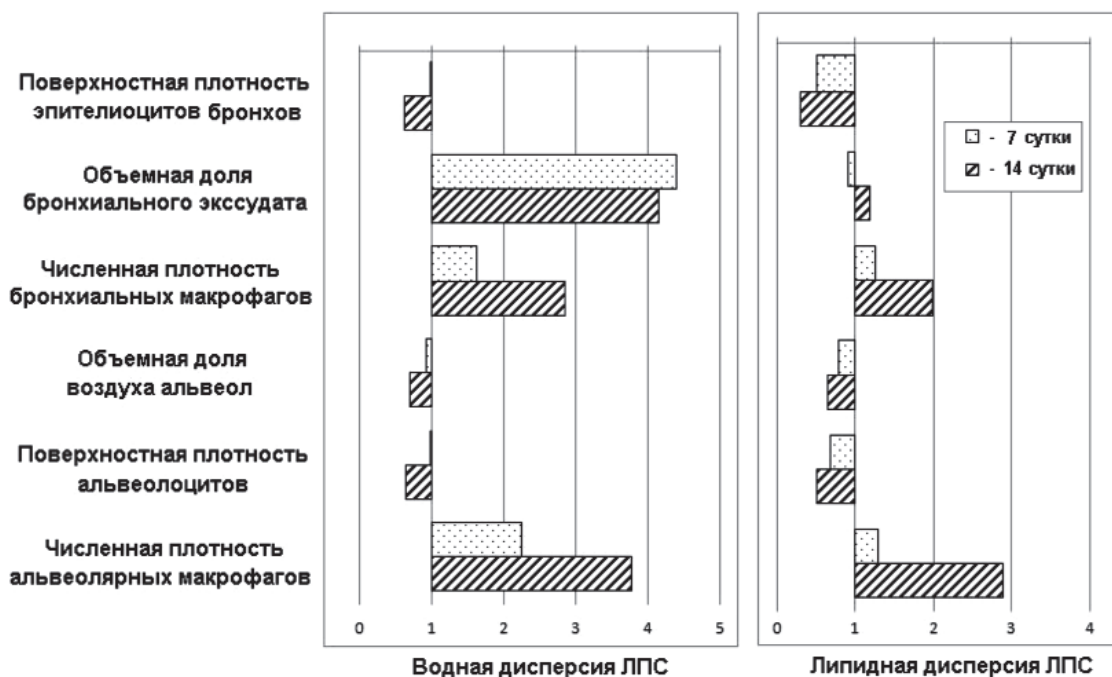 Поверхностная плотность
эпителиоцитов бронхов
Объемная доля
бронхиального экссудата
Численная плотность
бронхиальных макрофагов
Объемная доля
воздуха альвеол
Поверхностная плотность
альвеолоцитов
Численная плотность
альвеолярных макрофагов
0 1 2 3 4 5
Водная дисперсия ЛПС
- 7 сутки
- 14 сутки
0 1 2 3 4
Липидная дисперсия ЛПС